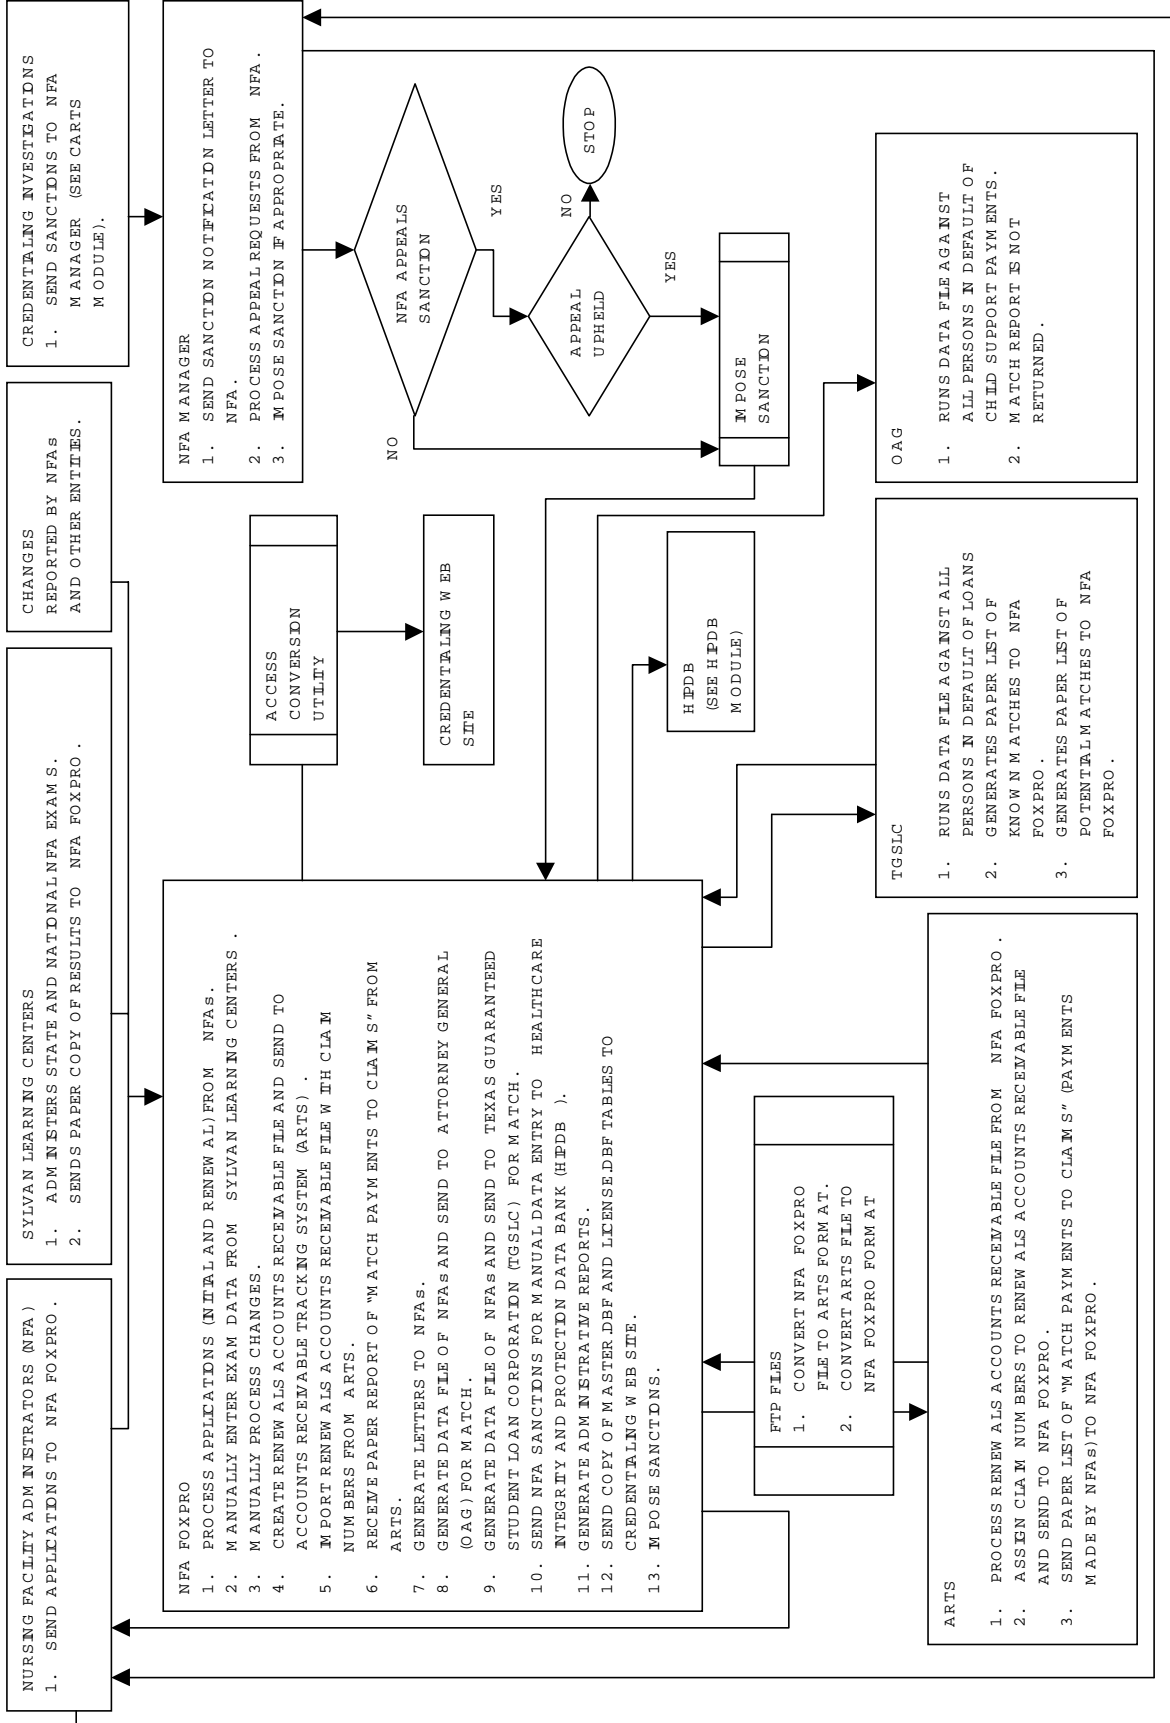 NURSING FACILITY ADMINISTRATORS (NFA)
1. SEND APPLICATIONS TO NFA FOXPRO.
SYLVAN LEARNING CENTERS
1. ADMINISTERS STATE AND NATIONAL NFA EXAMS.
2. SENDS PAPER COPY OF RESULTS TO NFA FOXPRO.
CHANGES
REPORTED BY NFAs
AND OTHER ENTITIES.
CREDENTIALING INVESTIGATIONS
1. SEND SANCTIONS TO NFA
MANAGER (SEE CARTS
MODULE).
NFA FOXPRO
1. PROCESS APPLICATIONS (INITIAL AND RENEWAL) FROM NFAs.
2. MANUALLY ENTER EXAM DATA FROM SYLVAN LEARNING CENTERS.
3. MANUALLY PROCESS CHANGES.
4. CREATE RENEWALS ACCOUNTS RECEIVABLE FILE AND SEND TO
ACCOUNTS RECEIVABLE TRACKING SYSTEM (ARTS).
5. IMPORT RENEWALS ACCOUNTS RECEIVABLE FILE WITH CLAIM
NUMBERS FROM ARTS.
6. RECEIVE PAPER REPORT OF "MATCH PAYMENTS TO CLAIMS" FROM
ARTS.
7. GENERATE LETTERS TO NFAs.
8. GENERATE DATA FILE OF NFAs AND SEND TO ATTORNEY GENERAL
(OAG) FOR MATCH.
9. GENERATE DATA FILE OF NFAs AND SEND TO TEXAS GUARANTEED
STUDENT LOAN CORPORATION (TGSLC) FOR MATCH.
10. SEND NFA SANCTIONS FOR MANUAL DATA ENTRY TO HEALTHCARE
INTEGRITY AND PROTECTION DATA BANK (HIPDB).
11. GENERATE ADMINISTRATIVE REPORTS.
12. SEND COPY OF MASTER.DBF AND LICENSE.DBF TABLES TO
CREDENTIALING WEB SITE.
13. IMPOSE SANCTIONS.
ACCESS
CONVERSION
UTILITY
CREDENTIALING WEB
SITE
NFA MANAGER
1. SEND SANCTION NOTIFICATION LETTER TO
NFA.
2. PROCESS APPEAL REQUESTS FROM NFA.
3. IMPOSE SANCTION IF APPROPRIATE.
NFA APPEALS
SANCTION
NO
YES
APPEAL
UPHELD
NO
YES
STOP
IMPOSE
SANCTION
HIPDB
(SEE HIPDB
MODULE)
FTP FILES
1. CONVERT NFA FOXPRO
FILE TO ARTS FORMAT.
2. CONVERT ARTS FILE TO
NFA FOXPRO FORMAT
ARTS
1. PROCESS RENEWALS ACCOUNTS RECEIVABLE FILE FROM NFA FOXPRO.
2. ASSIGN CLAIM NUMBERS TO RENEWALS ACCOUNTS RECEIVABLE FILE
AND SEND TO NFA FOXPRO.
3. SEND PAPER LIST OF "MATCH PAYMENTS TO CLAIMS" (PAYMENTS
MADE BY NFAs) TO NFA FOXPRO.
TGSLC
1. RUNS DATA FILE AGAINST ALL
PERSONS IN DEFAULT OF LOANS
2. GENERATES PAPER LIST OF
KNOWN MATCHES TO NFA
FOXPRO.
3. GENERATES PAPER LIST OF
POTENTIAL MATCHES TO NFA
FOXPRO.
OAG
1. RUNS DATA FILE AGAINST
ALL PERSONS IN DEFAULT OF
CHILD SUPPORT PAYMENTS.
2. MATCH REPORT IS NOT
RETURNED.